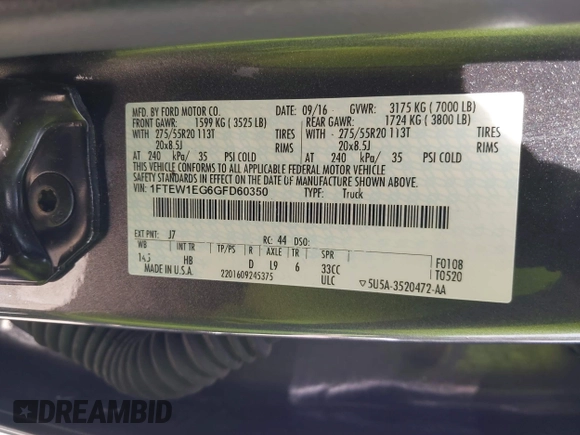 MFD. BY FORD MOTOR CO. DATE: 09/16 GVWR: 3175 KG ( 7000 LB)
FRONT GAWR: 1599 KG ( 3525 LB) REAR GAWR: 1724 KG ( 3800 LB)
WITH 275/55R20 113T TIRES WITH 275/55R20 113T TIRES
20x8.5J RIMS 20x8.5J RIMS
AT 240 kPa/ 35 PSI COLD AT 240 kPa/ 35 PSI COLD
THIS VEHICLE CONFORMS TO ALL APPLICABLE FEDERAL MOTOR VEHICLE
SAFETY STANDARDS IN EFFECT ON THE DATE OF MANUFACTURE SHOWN ABOVE.
VIN: 1FTEW1EG6GFD60350 TYPE: Truck
EXT PNT: J7 RC: 44 DSO:
WB INT TR TP/PS R AXLE TR SPR
145 HB D L9 6 33CC
MADE IN U.S.A. 2201609245375 ULC
F0108
T0520
▽5U5A-3520472-AA
DREAMBID